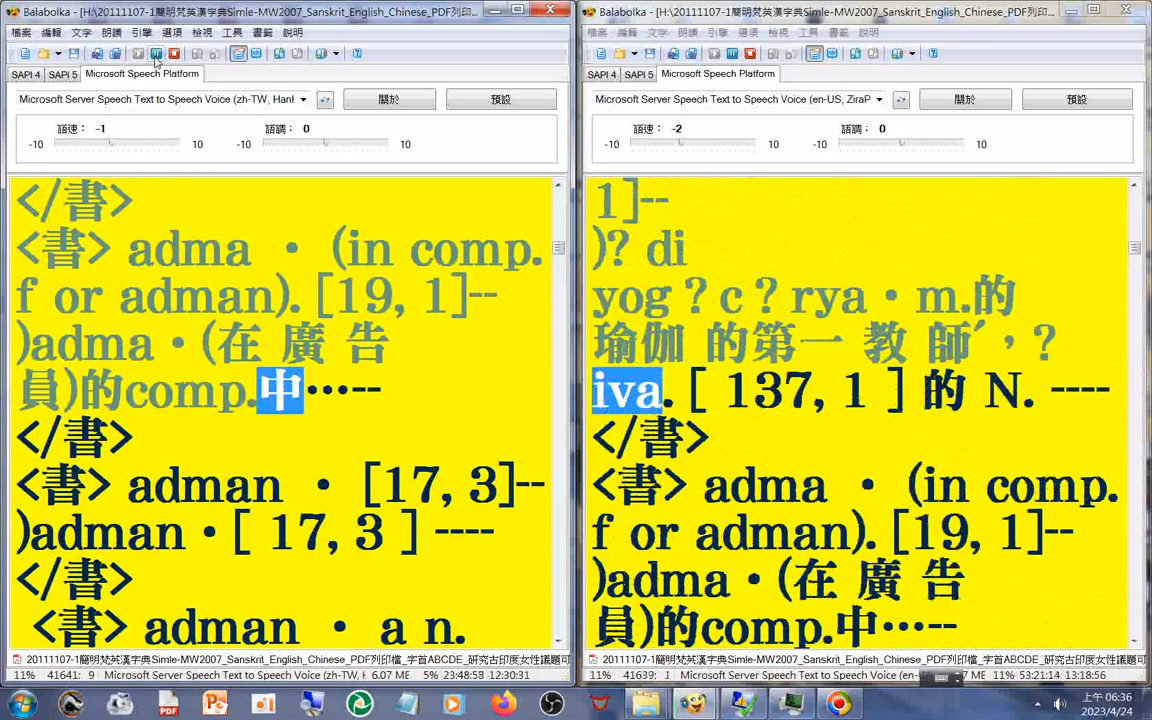 Balabolka - [H:\20111107-1簡明梵英漢字典Simle-MW2007_Sanskrit_English_Chinese_PDF列印...
檔案 編輯 文字 朗讀 引擎 選項 檢視 工具 書籤 說明
SAPI 4 SAPI 5 Microsoft Speech Platform
Microsoft Server Speech Text to Speech Voice (zh-TW, Hanl
關於 預設
語速： -1 語調： 0
-10 10 -10 10
</書>
<書> adma • (in comp.
f or adman). [19, 1]--
)adma•(在 廣 告
員)的comp.中…--
</書>
<書> adman • [17, 3]--
)adman•[ 17, 3 ] ----
</書>
<書> adman • a n.
20111107-1簡明梵英漢字典Simle-MW2007_Sanskrit_English_Chinese_PDF列印檔_字首ABCDE_研究古印度女性議題可
11% 41641: 9 Microsoft Server Speech Text to Speech Voice (zh-TW, H 6.07 ME 5% 23:48:53 12:30:31
Balabolka - [H:\20111107-1簡明梵英漢字典Simle-MW2007_Sanskrit_English_Chinese_PDF列印...
檔案 編輯 文字 朗讀 引擎 選項 檢視 工具 書籤 說明
SAPI 4 SAPI 5 Microsoft Speech Platform
Microsoft Server Speech Text to Speech Voice (en-US, ZiraP
關於 預設
語速： -2 語調： 0
-10 10 -10 10
1]--
)? di
yog？c？rya•m.的
瑜伽 的第一 教 師′，?
iva. [ 137, 1 ] 的 N. ----
</書>
<書> adma • (in comp.
f or adman). [19, 1]--
)adma•(在 廣 告
員)的comp.中…--
20111107-1簡明梵英漢字典Simle-MW2007_Sanskrit_English_Chinese_PDF列印檔_字首ABCDE_研究古印度女性議題可
11% 41639: 1 Microsoft Server Speech Text to Speech Voice (en- 7 ME 11% 53:21:14 13:18:56
上午 06:36
2023/4/24